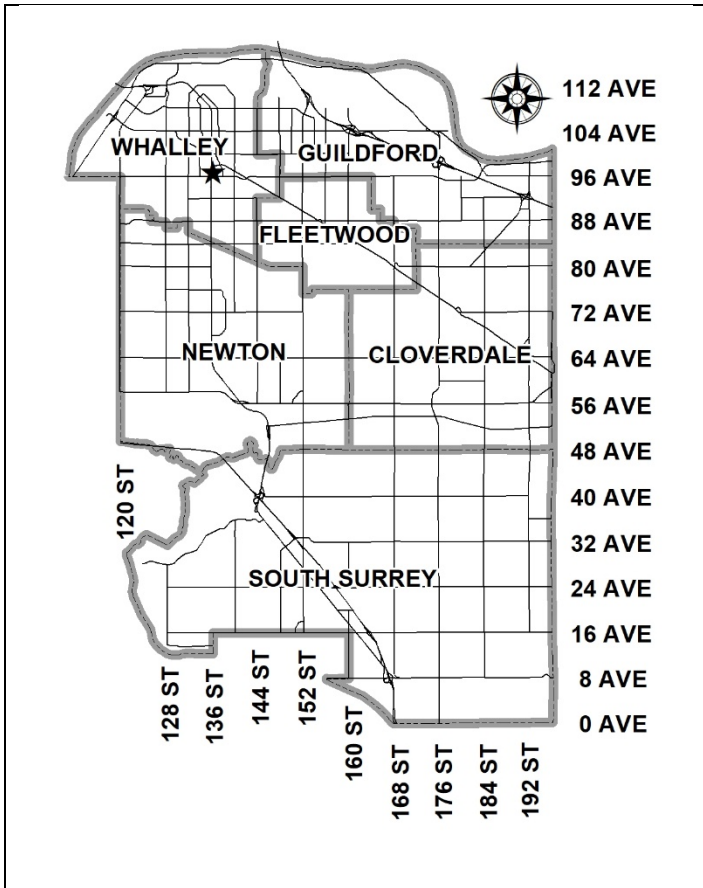 112 AVE
104 AVE
WHALLEY
GUILDFORD
96 AVE
88 AVE
FLEETWOOD
80 AVE
72 AVE
NEWTON
CLOVERDALE
64 AVE
56 AVE
48 AVE
120 ST
40 AVE
32 AVE
SOUTH SURREY
24 AVE
16 AVE
8 AVE
0 AVE
128 ST
136 ST
144 ST
152 ST
160 ST
168 ST
176 ST
184 ST
192 ST